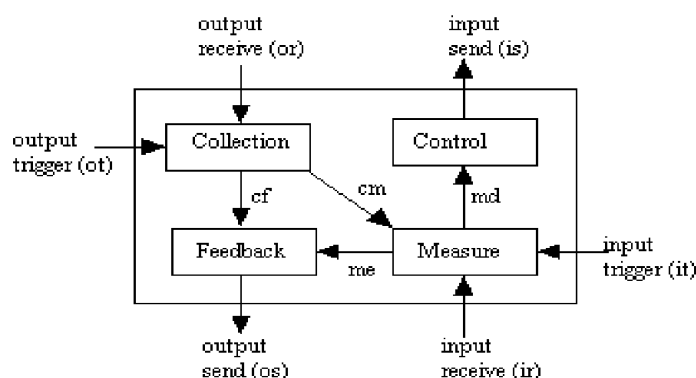 output
receive (or)
input
send (is)
output
trigger (ot)
Collection
Control
cf
cm
md
Feedback
me
Measure
input
trigger (it)
output
send (os)
input
receive (ir)